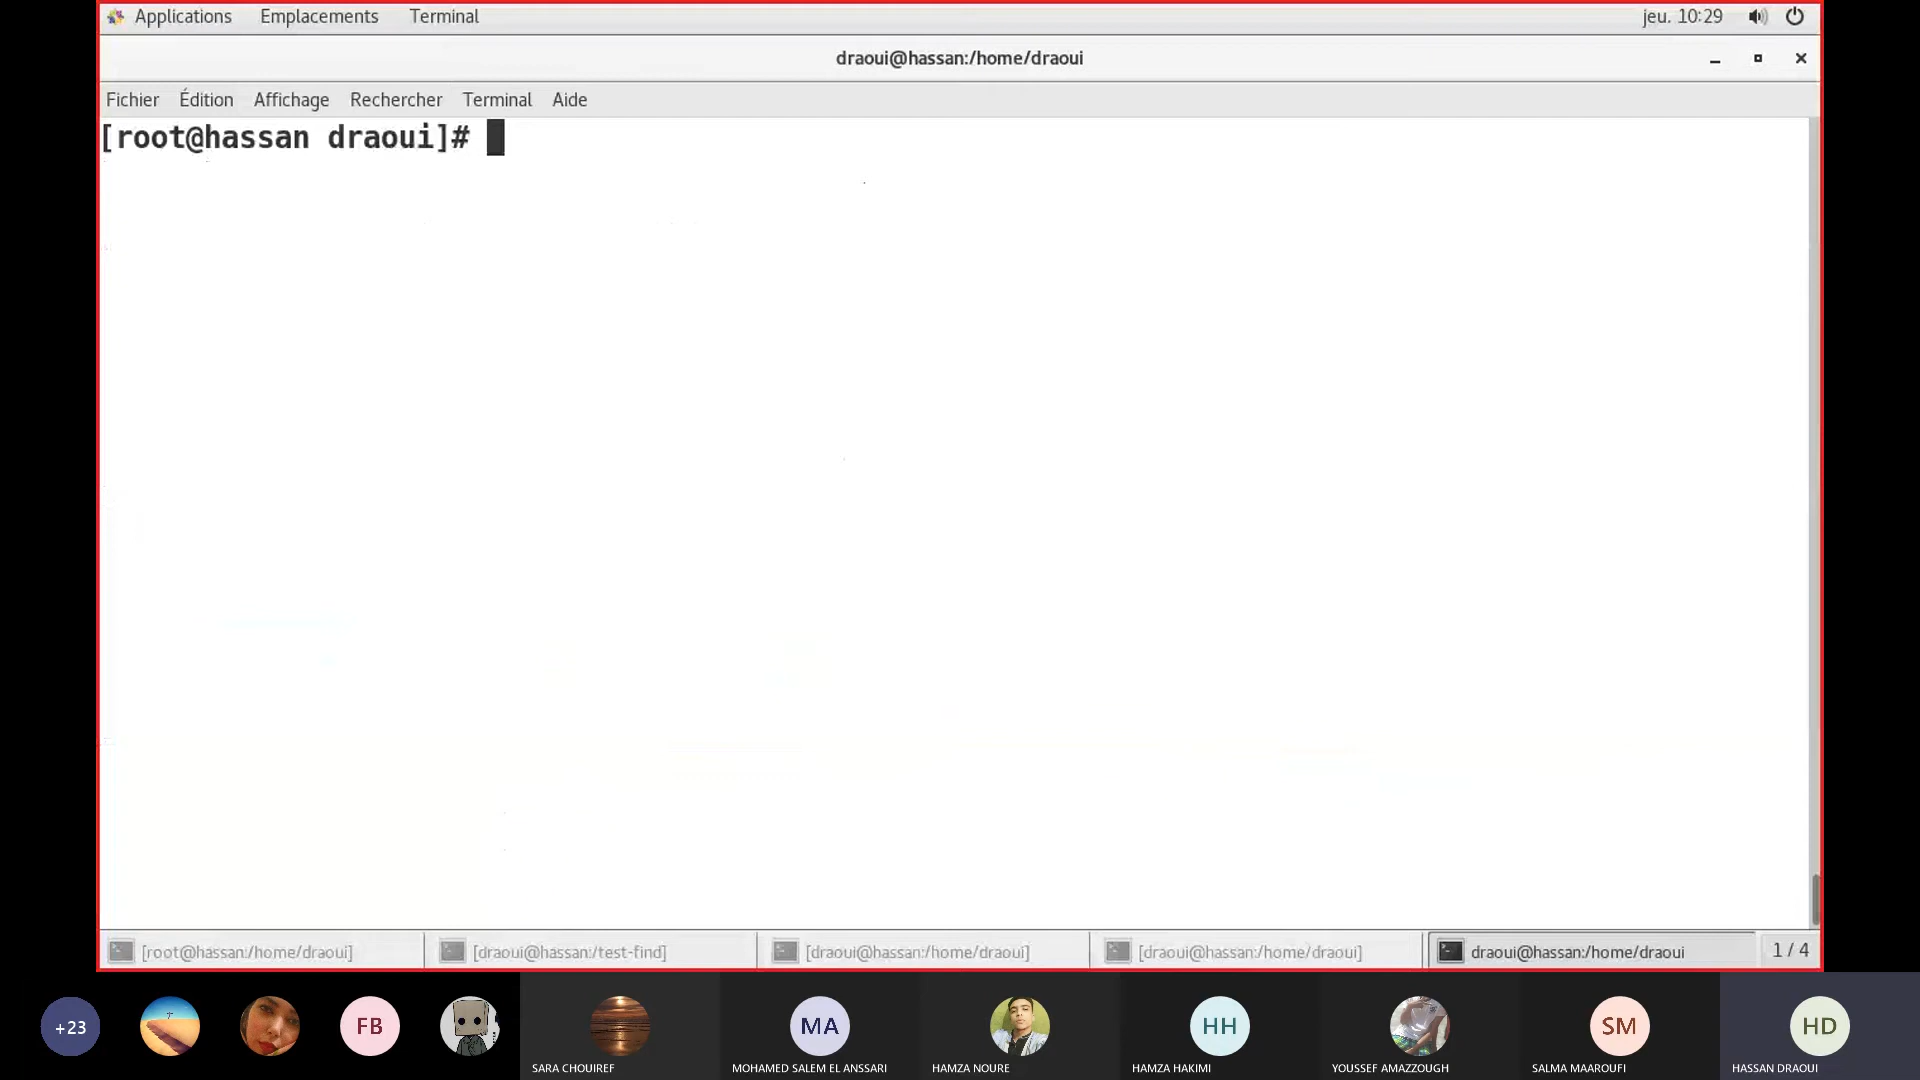 Applications Emplacements Terminal jeu. 10:29
draoui@hassan:/home/draoui
Fichier Édition Affichage Rechercher Terminal Aide
[root@hassan draoui]#
[root@hassan:/home/draoui] [draoui@hassan:/test-find] [draoui@hassan:/home/draoui] [draoui@hassan:/home/draoui] draoui@hassan:/home/draoui 1 / 4
+23 FB MA HH SM HD
SARA CHOUIREF MOHAMED SALEM EL ANSSARI HAMZA NOURE HAMZA HAKIMI YOUSSEF AMAZZOUGH SALMA MAAROUFI HASSAN DRAOUI